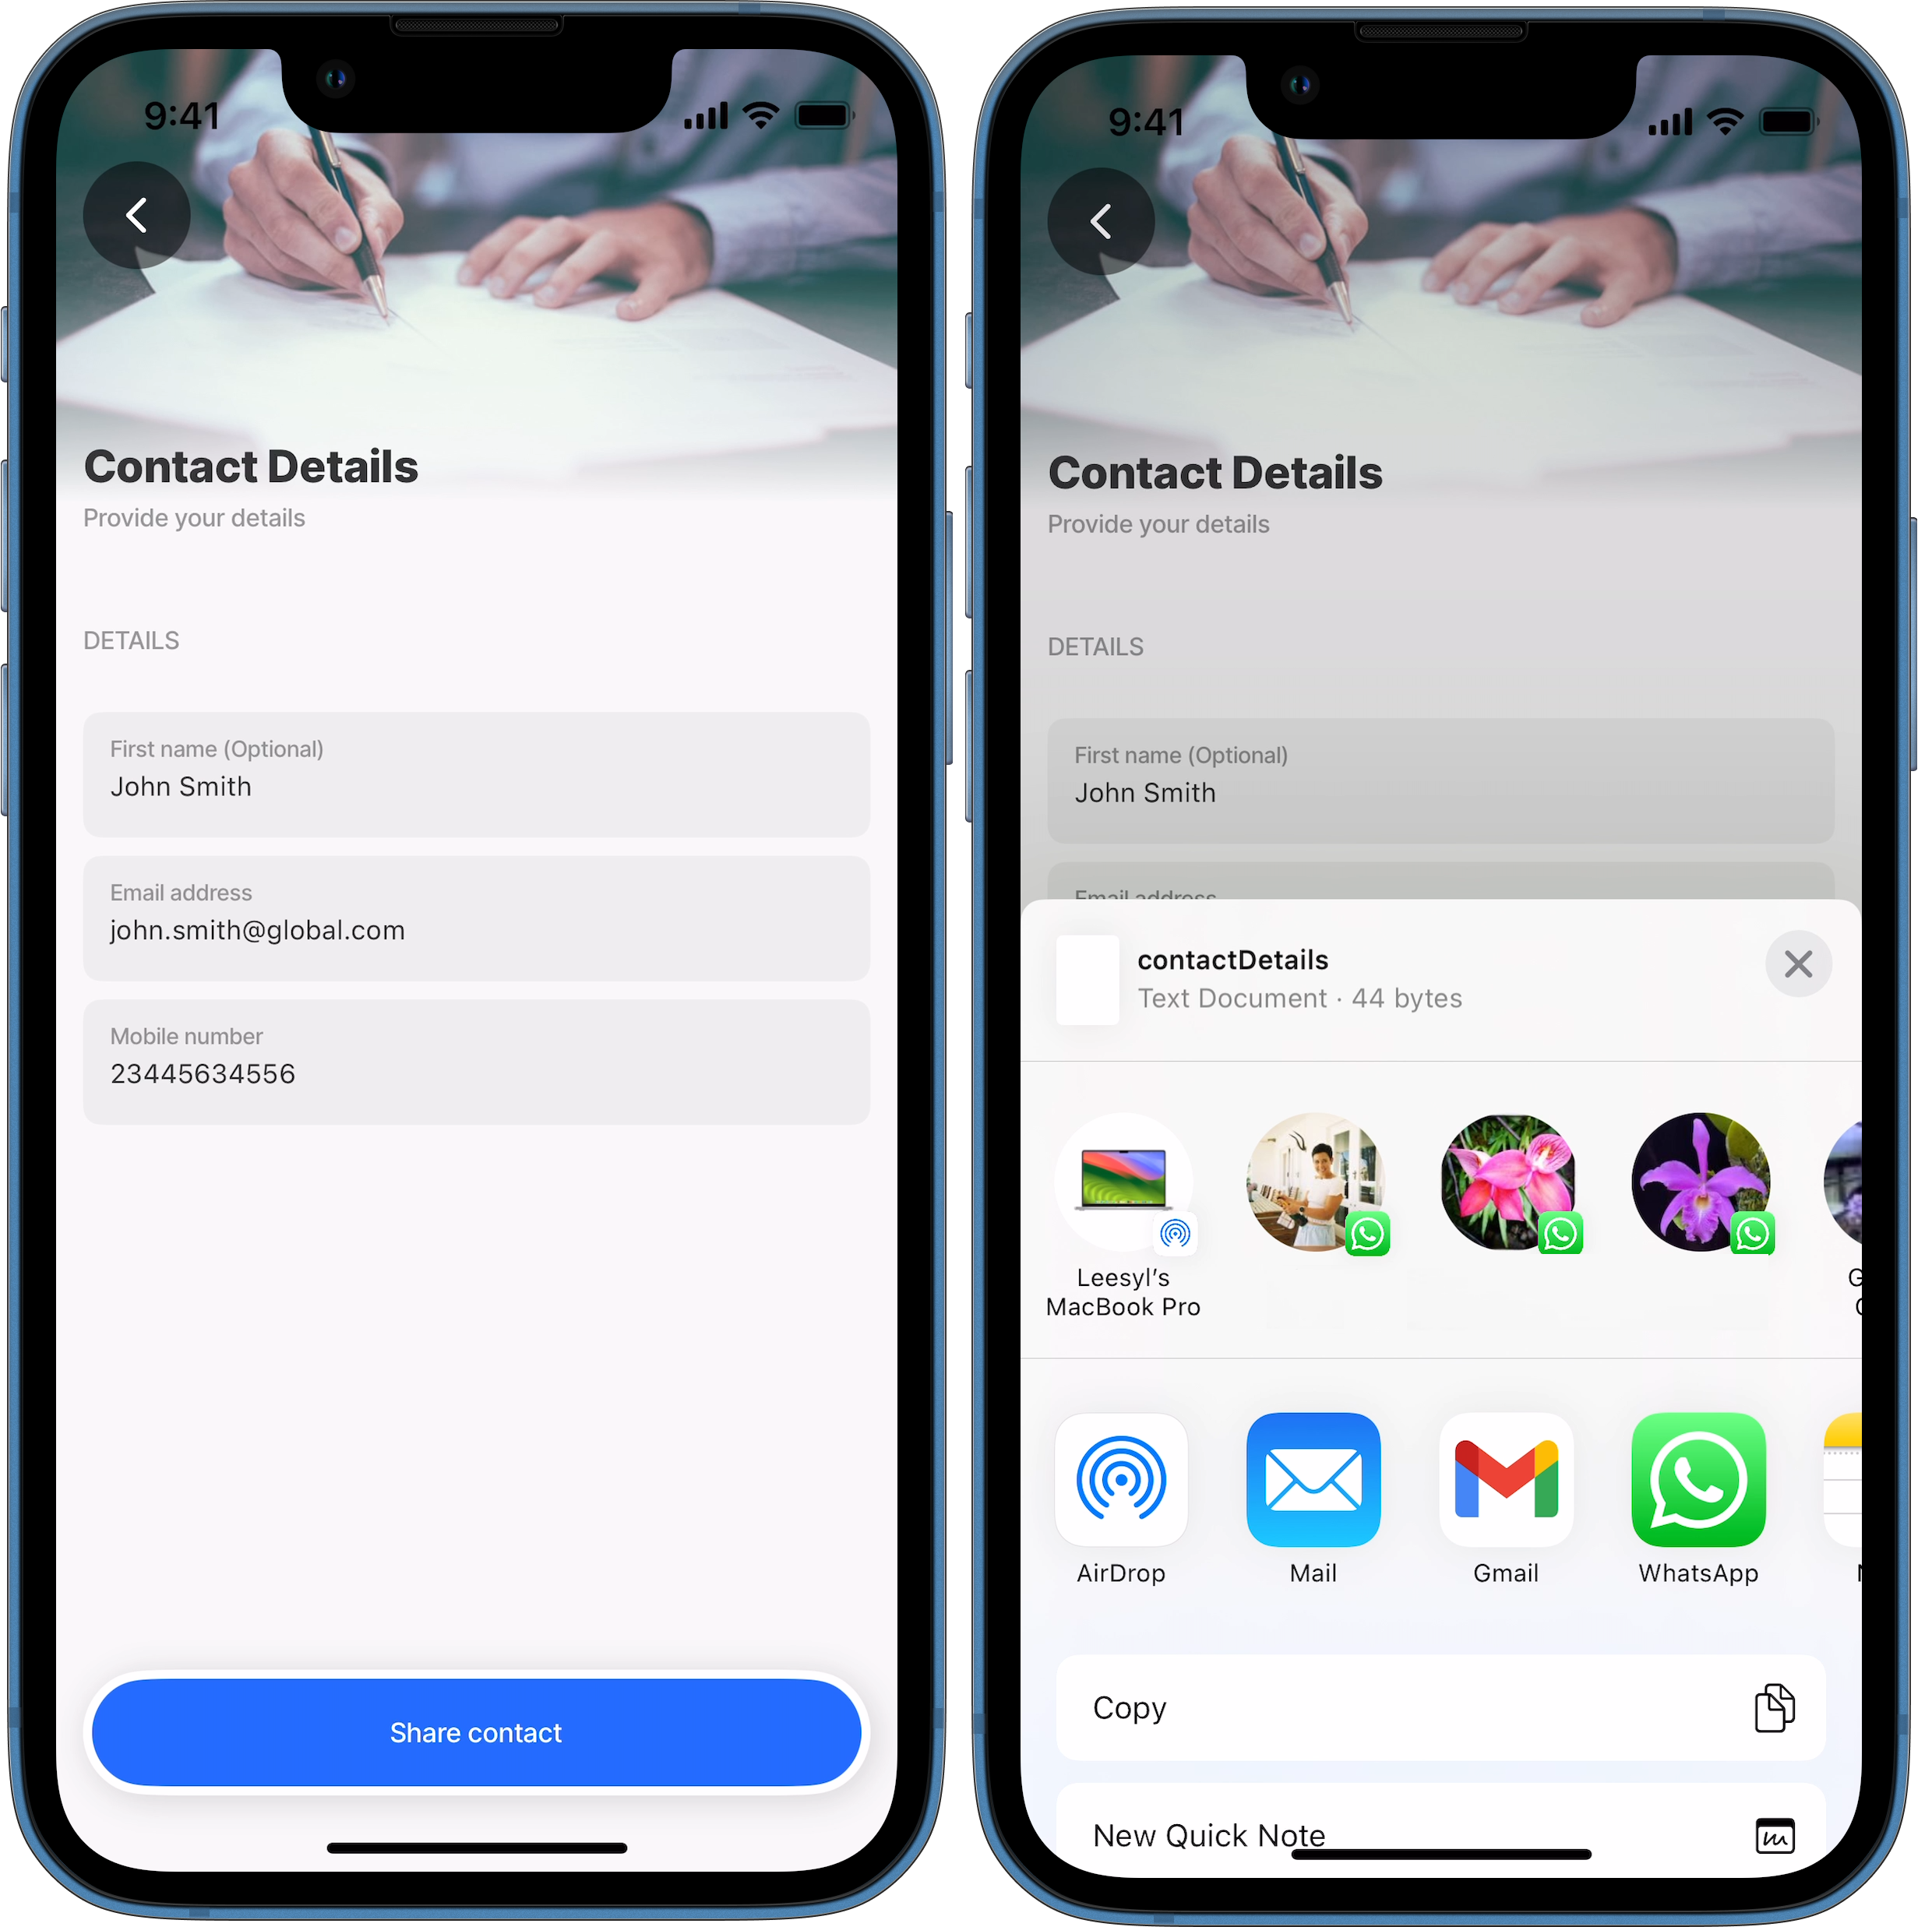 9:41
Contact Details
Provide your details
DETAILS
First name (Optional)
John Smith
Email address
john.smith@global.com
Mobile number
23445634556
Share contact
9:41
Contact Details
Provide your details
DETAILS
First name (Optional)
John Smith
Email address
contactDetails
Text Document · 44 bytes
Leesyl’s
MacBook Pro
AirDrop
Mail
Gmail
WhatsApp
Copy
New Quick Note